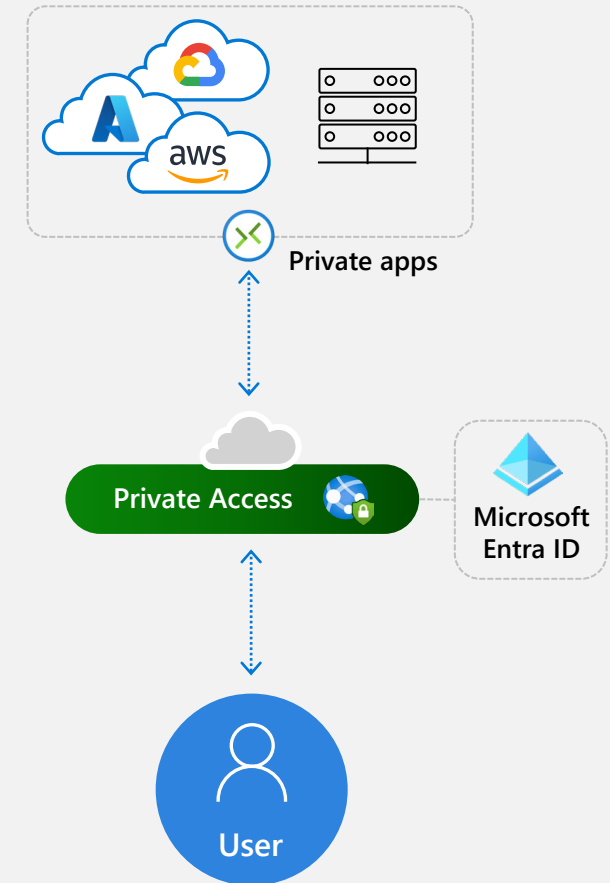 aws
Private apps
Private Access
Microsoft
Entra ID
User